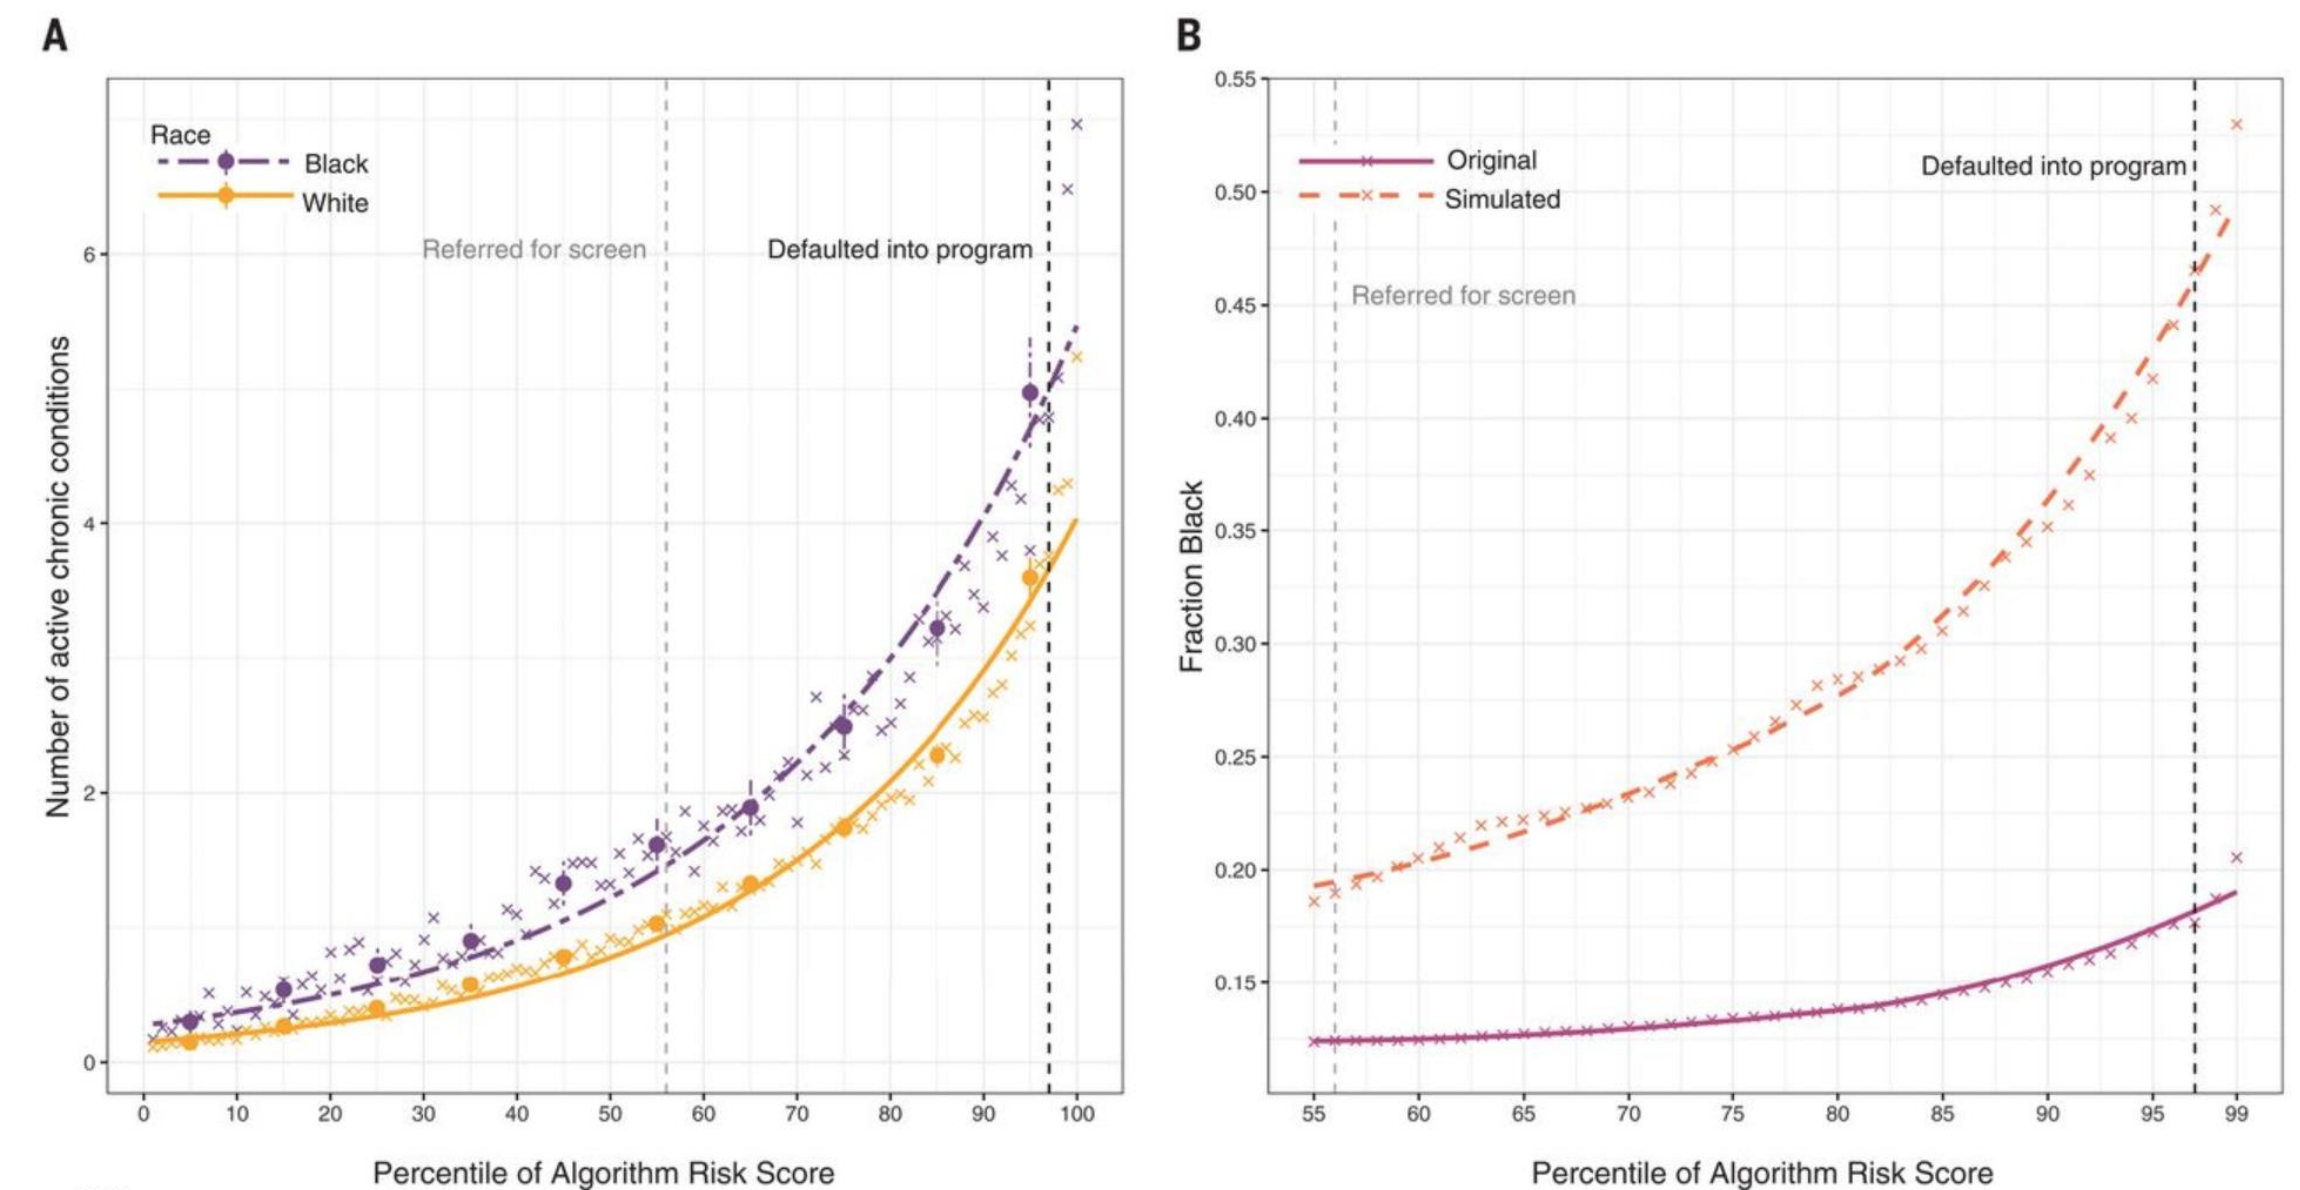 A
Number of active chronic conditions
6
4
2
0
Race
Black
White
Referred for screen
Defaulted into program
0 10 20 30 40 50 60 70 80 90 100
Percentile of Algorithm Risk Score
B
Fraction Black
0.55
0.50
0.45
0.40
0.35
0.30
0.25
0.20
0.15
Original
Simulated
Defaulted into program
Referred for screen
55 60 65 70 75 80 85 90 95 99
Percentile of Algorithm Risk Score